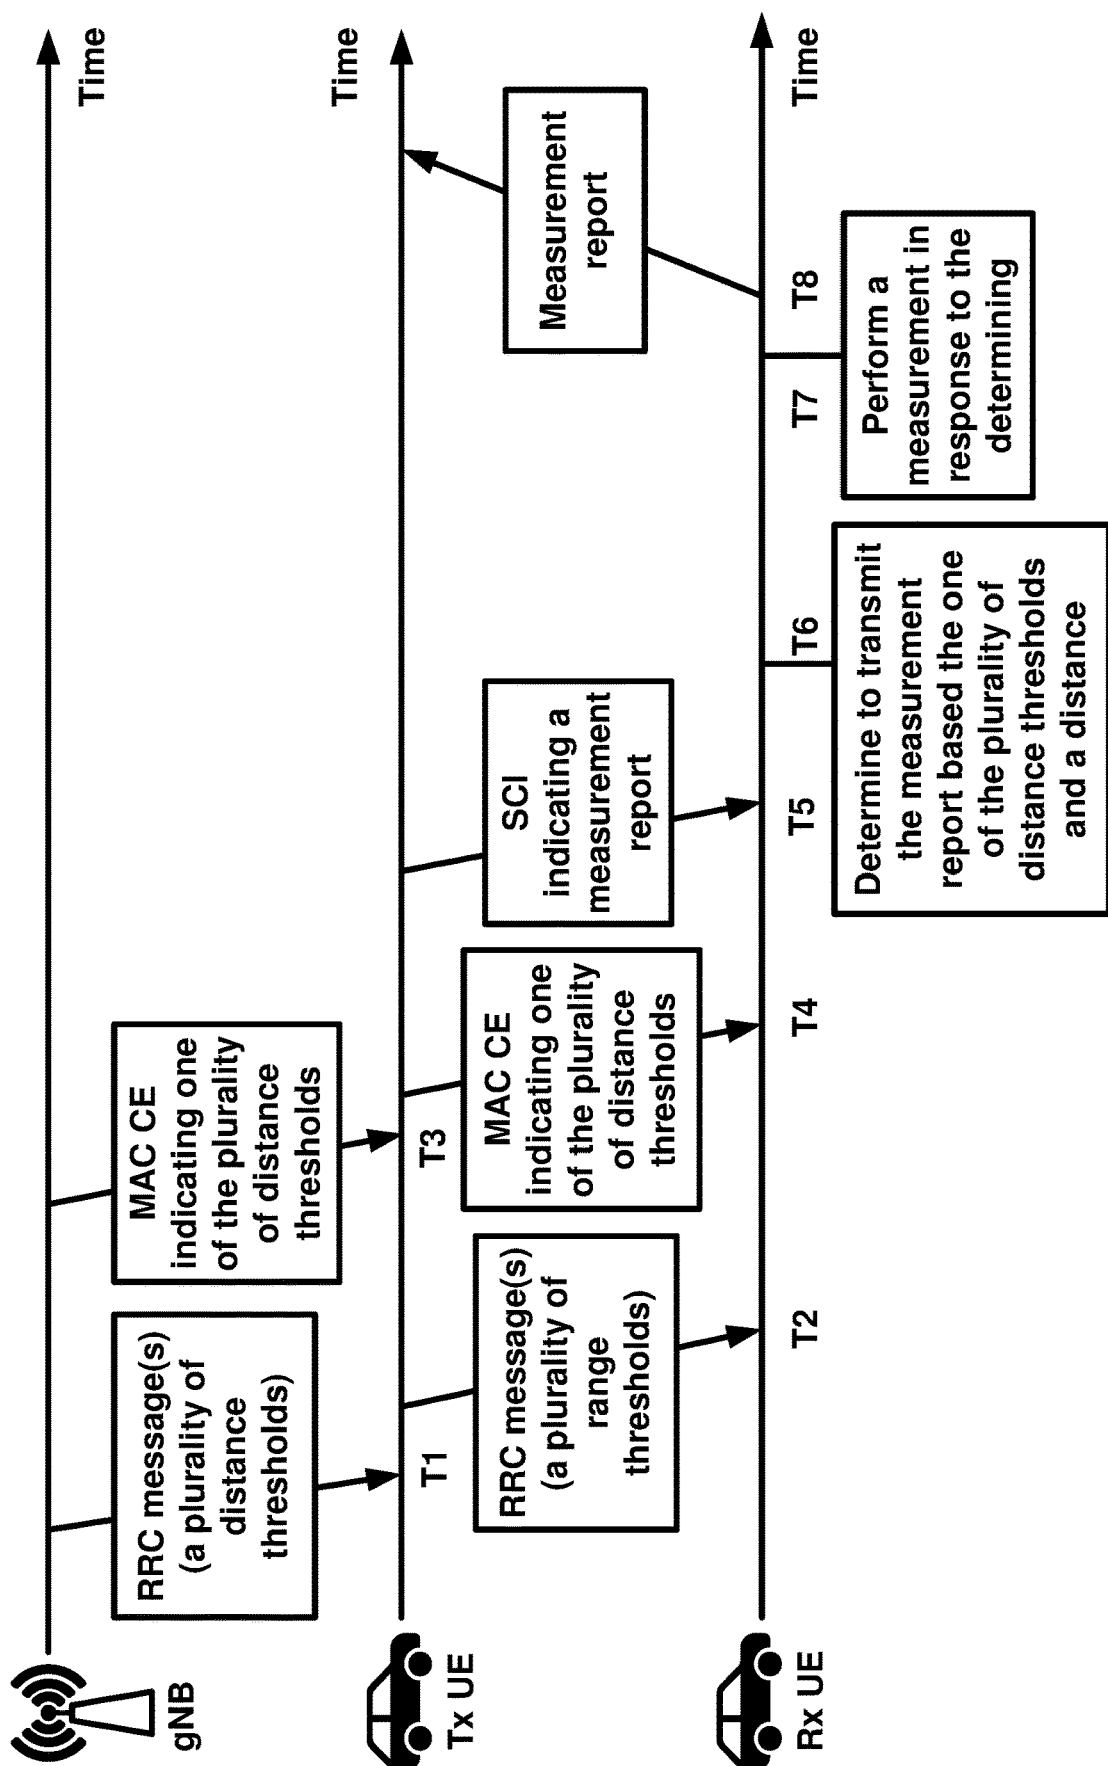 gNB
Time
RRC message(s)
(a plurality of
distance
thresholds)
MAC CE
indicating one
of the plurality
of distance
thresholds
Tx UE
T1
T3
Time
RRC message(s)
(a plurality of
range
thresholds)
MAC CE
indicating one
of the plurality
of distance
thresholds
SCI
indicating a
measurement
report
Measurement
report
Rx UE
T2
T4
T5
T6
T7
T8
Time
Determine to transmit
the measurement
report based the one
of the plurality of
distance thresholds
and a distance
Perform a
measurement in
response to the
determining